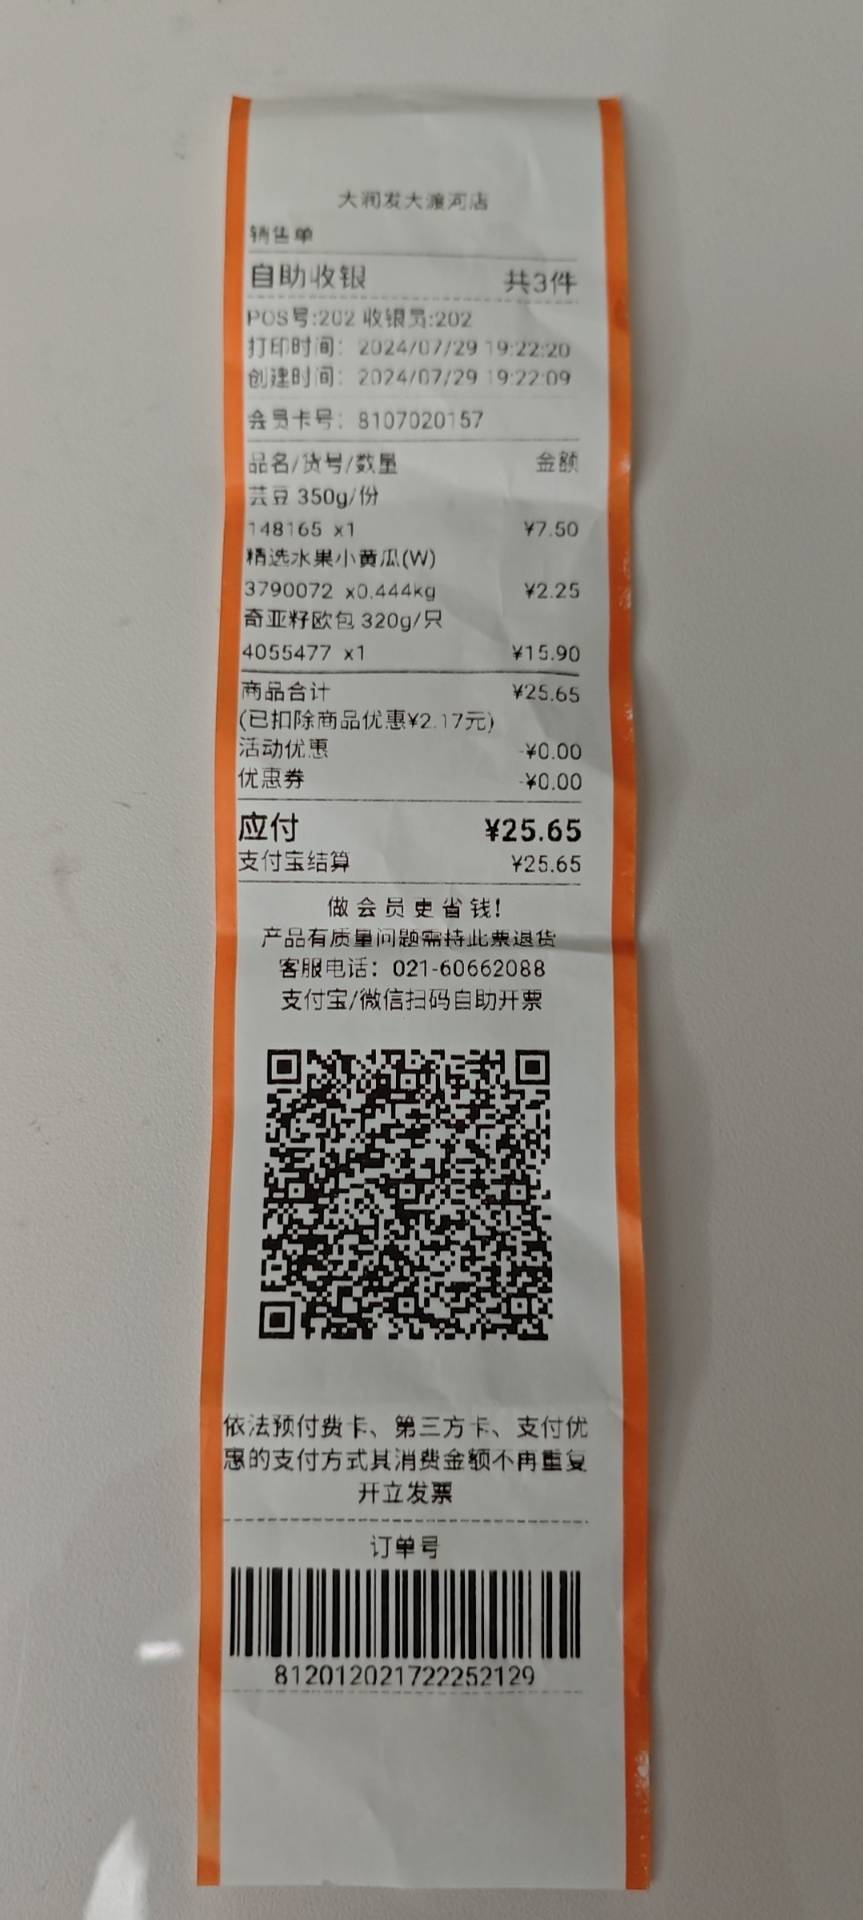 大润发大渡河店
销售单
自助收银 共3件
POS号:202 收银员:202
打印时间: 2024/07/29 19:22:20
创建时间: 2024/07/29 19:22:09
会员卡号: 8107020157
品名/货号/数量 金额
芸豆 350g/份
148165 x1 ¥7.50
精选水果小黄瓜(W)
3790072 x0.444kg ¥2.25
奇亚籽欧包 320g/只
4055477 x1 ¥15.90
商品合计 ¥25.65
(已扣除商品优惠¥2.17元)
活动优惠 -¥0.00
优惠券 -¥0.00
应付 ¥25.65
支付宝结算 ¥25.65
做会员更省钱!
产品有质量问题需持此票退货
客服电话: 021-60662088
支付宝/微信扫码自助开票
依法预付费卡、第三方卡、支付优
惠的支付方式其消费金额不再重复
开立发票
订单号
812012021722252129